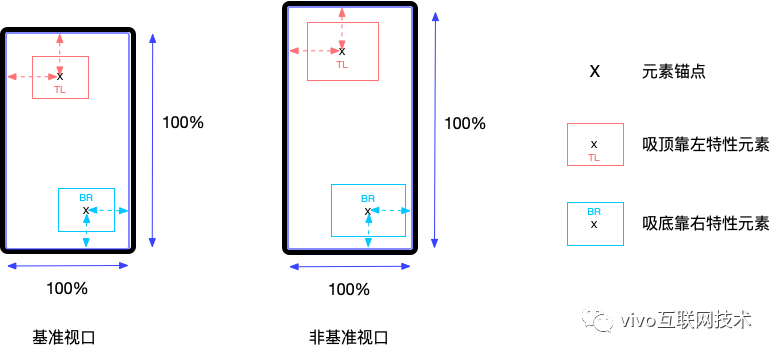 x
TL
100%
BR
x
100%
基准视口
x
TL
100%
BR
x
100%
非基准视口
x
元素锚点
x
TL
吸顶靠左特性元素
BR
x
吸底靠右特性元素
vivo互联网技术